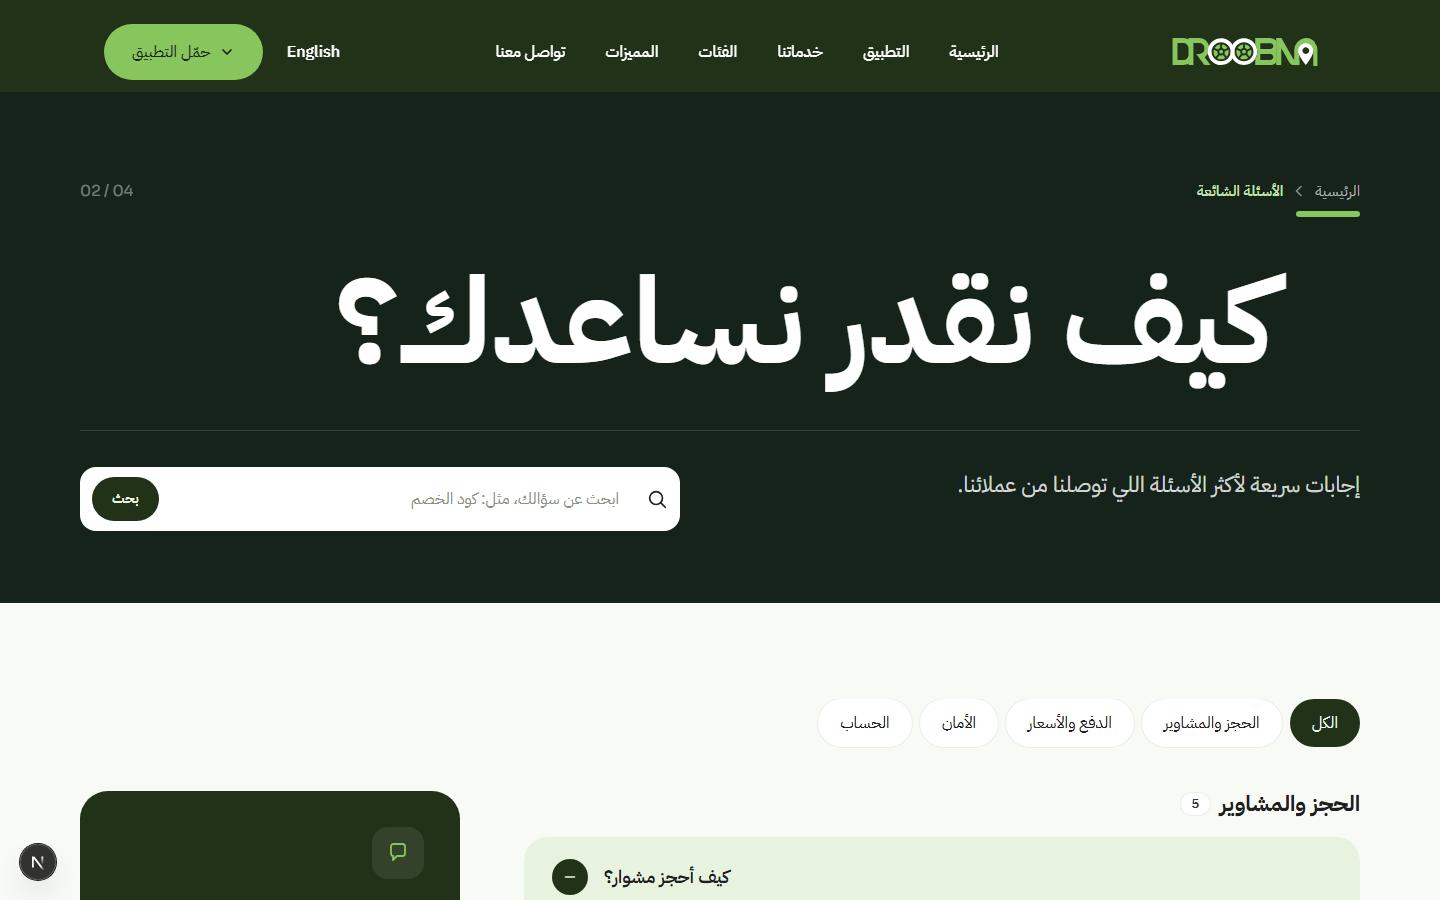 DROOBNA
الرئيسية
التطبيق
خدماتنا
الفئات
المميزات
تواصل معنا
English
حمّل التطبيق
الرئيسية
الأسئلة الشائعة
02 / 04
كيف نقدر نساعدك؟
إجابات سريعة لأكثر الأسئلة اللي توصلنا من عملائنا.
ابحث عن سؤالك، مثل: كود الخصم
بحث
الكل
الحجز والمشاوير
الدفع والأسعار
الأمان
الحساب
الحجز والمشاوير 5
كيف أحجز مشوار؟
N